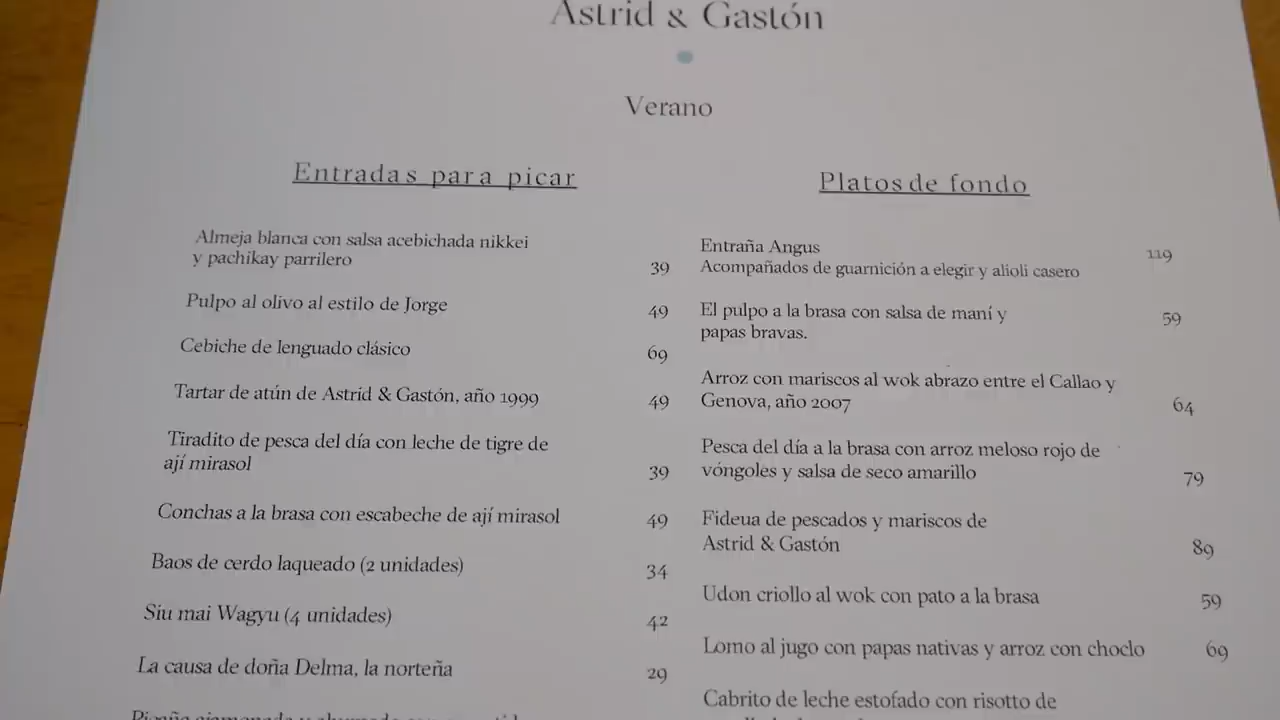 Astrid & Gastón
Verano
Entradas para picar
Almeja blanca con salsa acebichada nikkei
y pachikay parrilero
39
Pulpo al olivo al estilo de Jorge
49
Cebiche de lenguado clásico
69
Tartar de atún de Astrid & Gastón, año 1999
49
Tiradito de pesca del día con leche de tigre de
ají mirasol
39
Conchas a la brasa con escabeche de ají mirasol
49
Baos de cerdo laqueado (2 unidades)
34
Siu mai Wagyu (4 unidades)
42
La causa de doña Delma, la norteña
29
Platos de fondo
Entraña Angus
119
Acompañados de guarnición a elegir y alioli casero
El pulpo a la brasa con salsa de maní y
papas bravas.
59
Arroz con mariscos al wok abrazo entre el Callao y
Genova, año 2007
64
Pesca del día a la brasa con arroz meloso rojo de
vóngoles y salsa de seco amarillo
79
Fideua de pescados y mariscos de
Astrid & Gastón
89
Udon criollo al wok con pato a la brasa
59
Lomo al jugo con papas nativas y arroz con choclo
69
Cabrito de leche estofado con risotto de